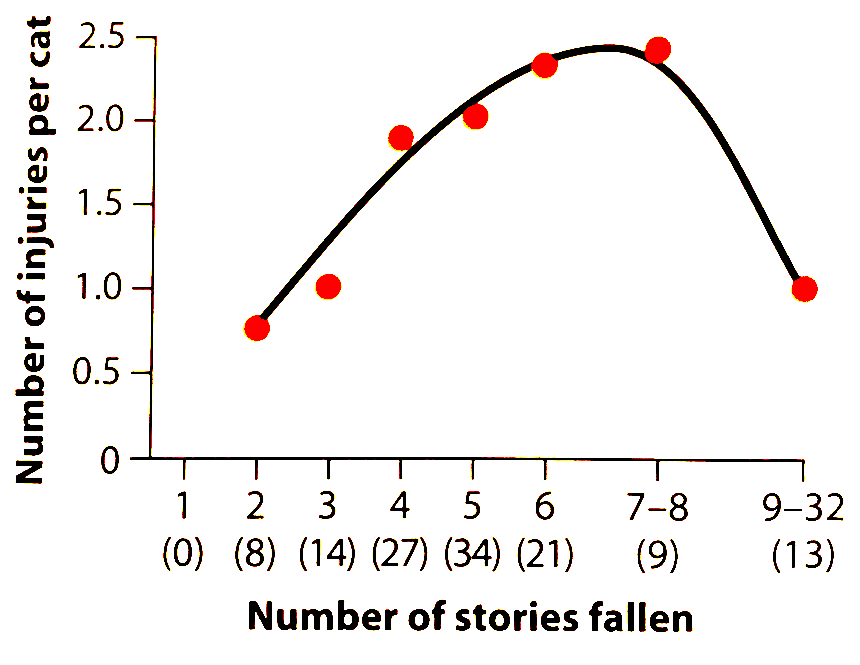 Number of injuries per cat
2.5
2.0
1.5
1.0
0.5
0
1 2 3 4 5 6 7–8 9–32
(0) (8) (14) (27) (34) (21) (9) (13)
Number of stories fallen